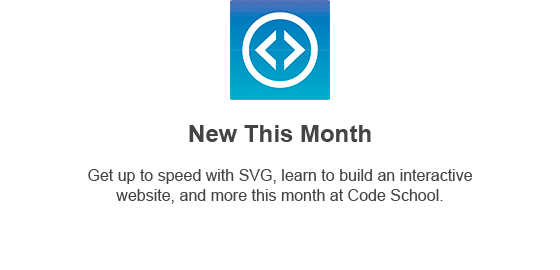 New This Month
Get up to speed with SVG, learn to build an interactive
website, and more this month at Code School.